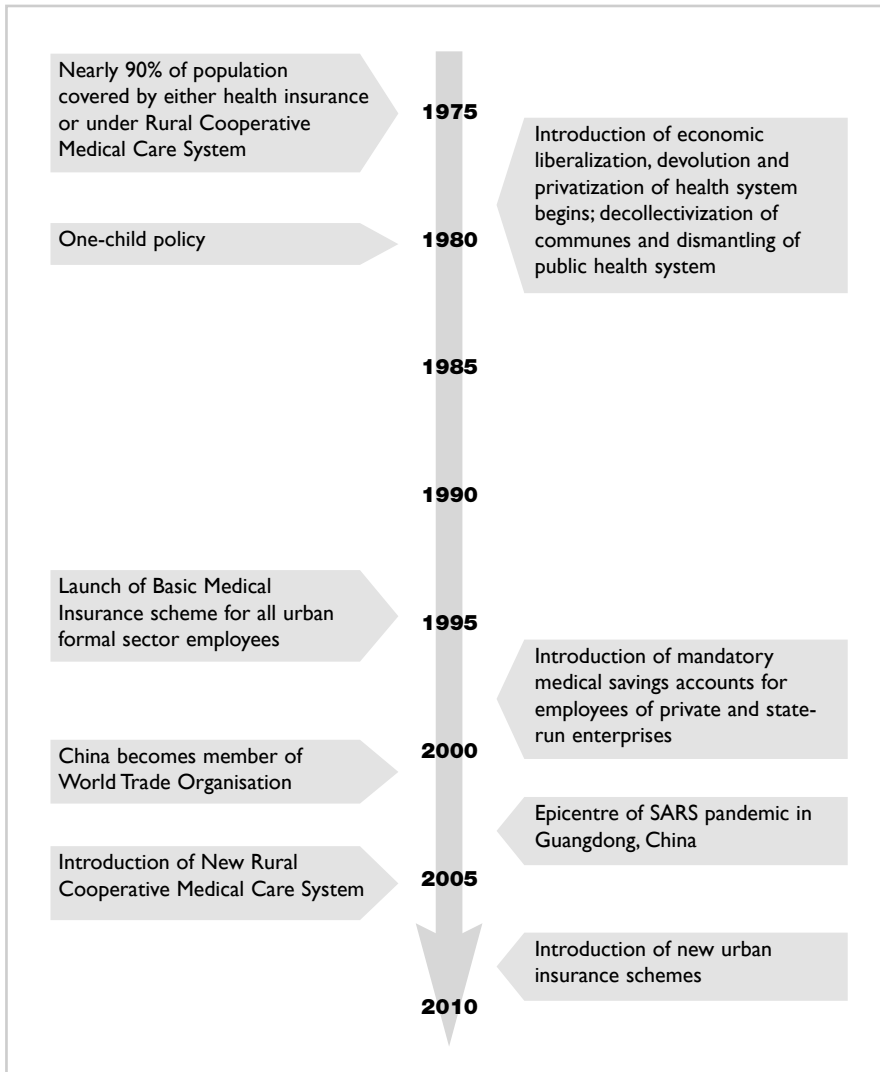 Nearly 90% of population
covered by either health insurance
or under Rural Cooperative
Medical Care System
1975
Introduction of economic
liberalization, devolution and
privatization of health system
begins; decollectivization of
communes and dismantling of
public health system
One-child policy
1980
1985
1990
Launch of Basic Medical
Insurance scheme for all urban
formal sector employees
1995
Introduction of mandatory
medical savings accounts for
employees of private and state-
run enterprises
China becomes member of
World Trade Organisation
2000
Epicentre of SARS pandemic in
Guangdong, China
Introduction of New Rural
Cooperative Medical Care System
2005
Introduction of new urban
insurance schemes
2010